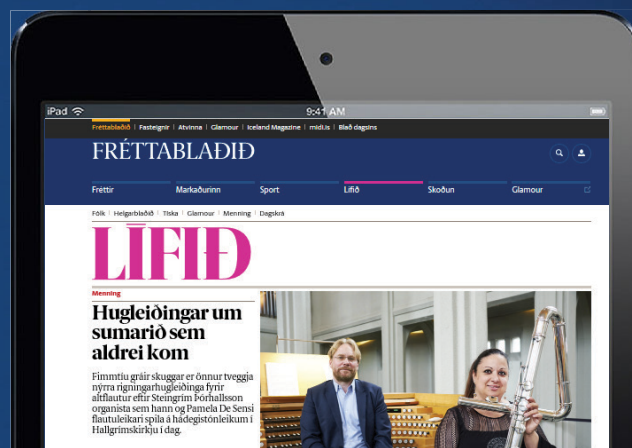 iPad 9:41 AM
Fréttablaðið | Fasteignir | Atvinna | Glamour | Iceland Magazine | midi.is | Blað dagsins
FRÉTTABLAÐIÐ
Fréttir Markaðurinn Sport Lífið Skoðun Glamour
Fólk | Helgarblaðið | Tíska | Glamour | Menning | Dagskrá
LÍFIÐ
Menning
Hugleiðingar um
sumarið sem
aldrei kom
Fimmtíu gráir skuggar er önnur tveggja
nýrra rigningarhugleiðinga fyrir
altflautur eftir Steingrím Þórhallsson
organista sem hann og Pamela De Sensi
flautuleikari spila á hádegistónleikum í
Hallgrímskirkju í dag.